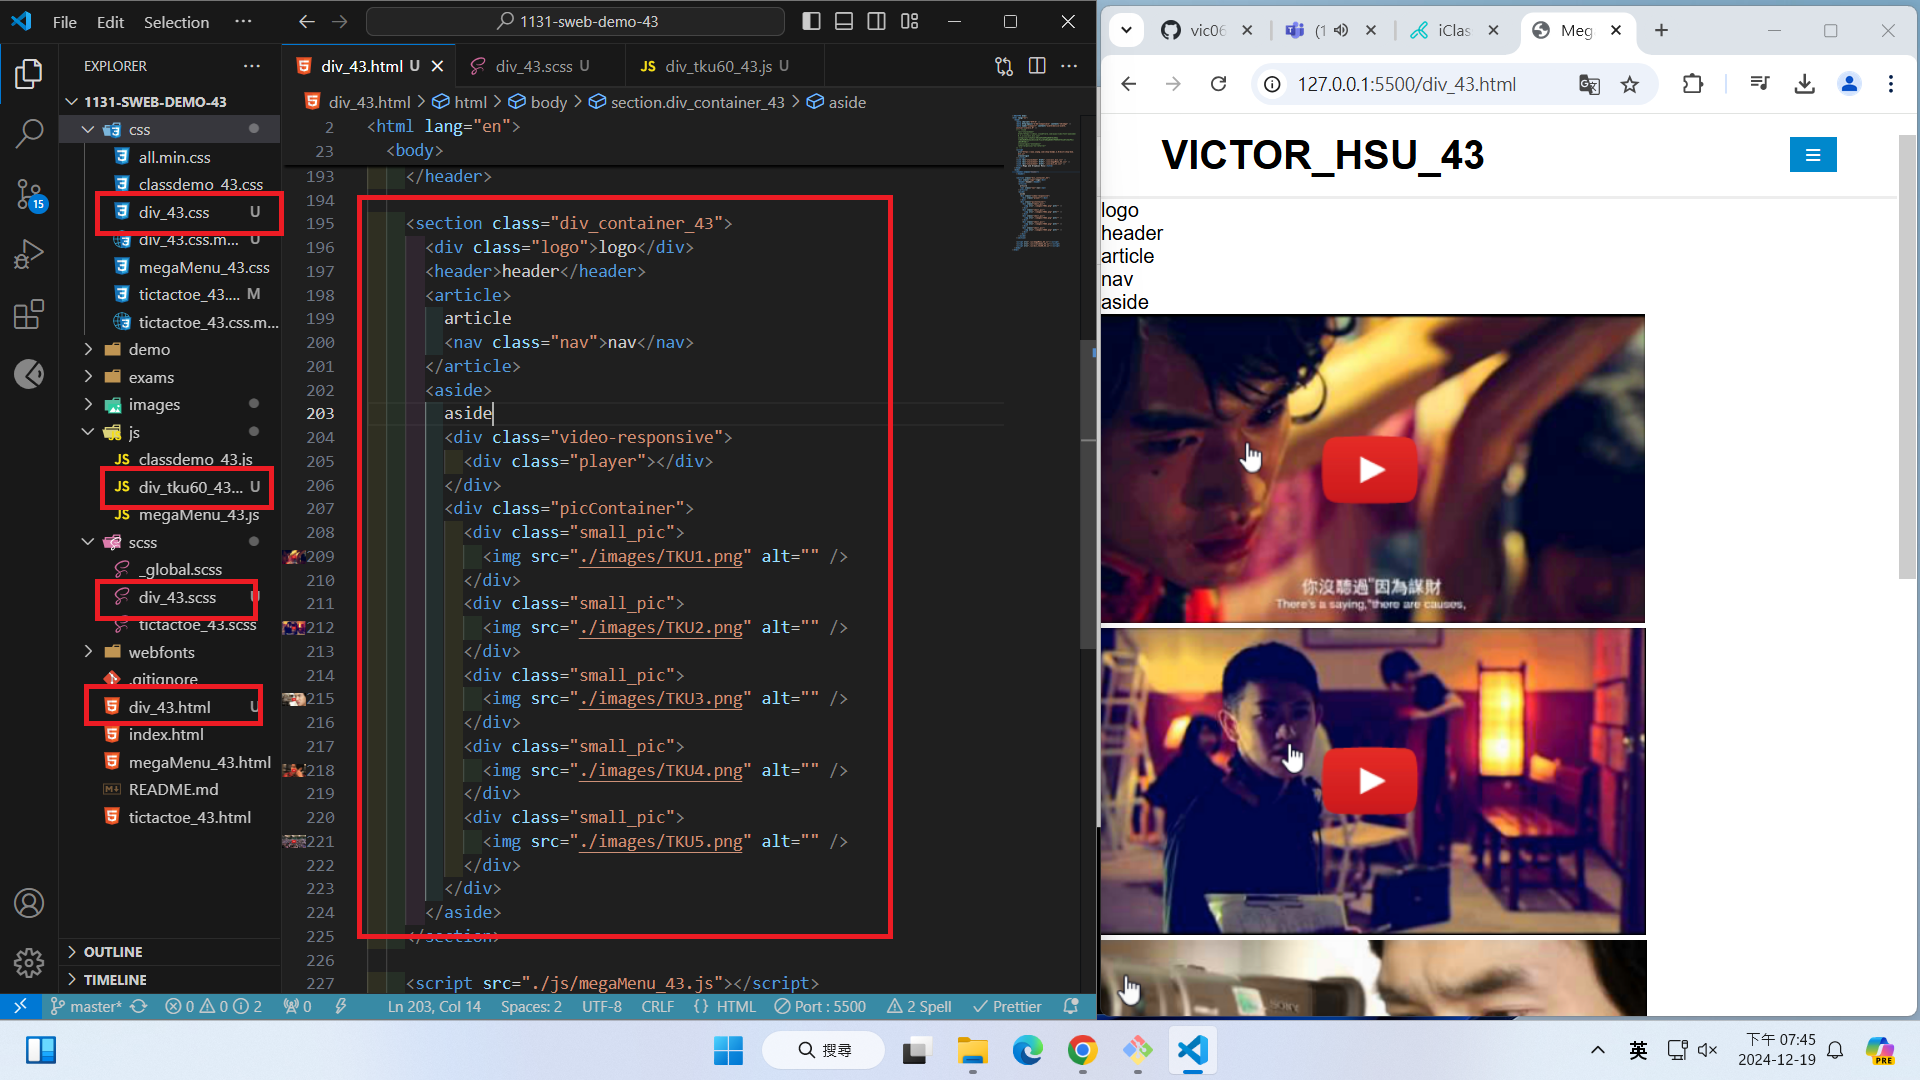 File Edit Selection ··· 1131-sweb-demo-43
EXPLORER ···
1131-SWEB-DEMO-43
css
all.min.css
classdemo_43.css
div_43.css U
div_43.css.m... U
megaMenu_43.css
tictactoe_43.... M
tictactoe_43.css.m...
demo
exams
images
js
JS classdemo_43.js
JS div_tku60_43... U
JS megaMenu_43.js
scss
_global.scss
div_43.scss U
tictactoe_43.scss
webfonts
.gitignore
div_43.html U
index.html
megaMenu_43.html
README.md
tictactoe_43.html
OUTLINE
TIMELINE
15
div_43.html U
div_43.scss U
JS div_tku60_43.js U
div_43.html > html > body > section.div_container_43 > aside
2 <html lang="en">
23 <body>
193 </header>
194
195 <section class="div_container_43">
196 <div class="logo">logo</div>
197 <header>header</header>
198 <article>
199 article
200 <nav class="nav">nav</nav>
201 </article>
202 <aside>
203 aside
204 <div class="video-responsive">
205 <div class="player"></div>
206 </div>
207 <div class="picContainer">
208 <div class="small_pic">
209 <img src="./images/TKU1.png" alt="" />
210 </div>
211 <div class="small_pic">
212 <img src="./images/TKU2.png" alt="" />
213 </div>
214 <div class="small_pic">
215 <img src="./images/TKU3.png" alt="" />
216 </div>
217 <div class="small_pic">
218 <img src="./images/TKU4.png" alt="" />
219 </div>
220 <div class="small_pic">
221 <img src="./images/TKU5.png" alt="" />
222 </div>
223 </div>
224 </aside>
225 </section>
226
227 <script src="./js/megaMenu_43.js"></script>
master* 0 0 2 0 Ln 203, Col 14 Spaces: 2 UTF-8 CRLF {} HTML Port : 5500 2 Spell Prettier
vic06 (1 iClas Meg
127.0.0.1:5500/div_43.html
VICTOR_HSU_43
logo
header
article
nav
aside
你沒聽過"因為謀財
There's a saying,"there are causes,
SONY
搜尋
英
下午 07:45
2024-12-19
PRE